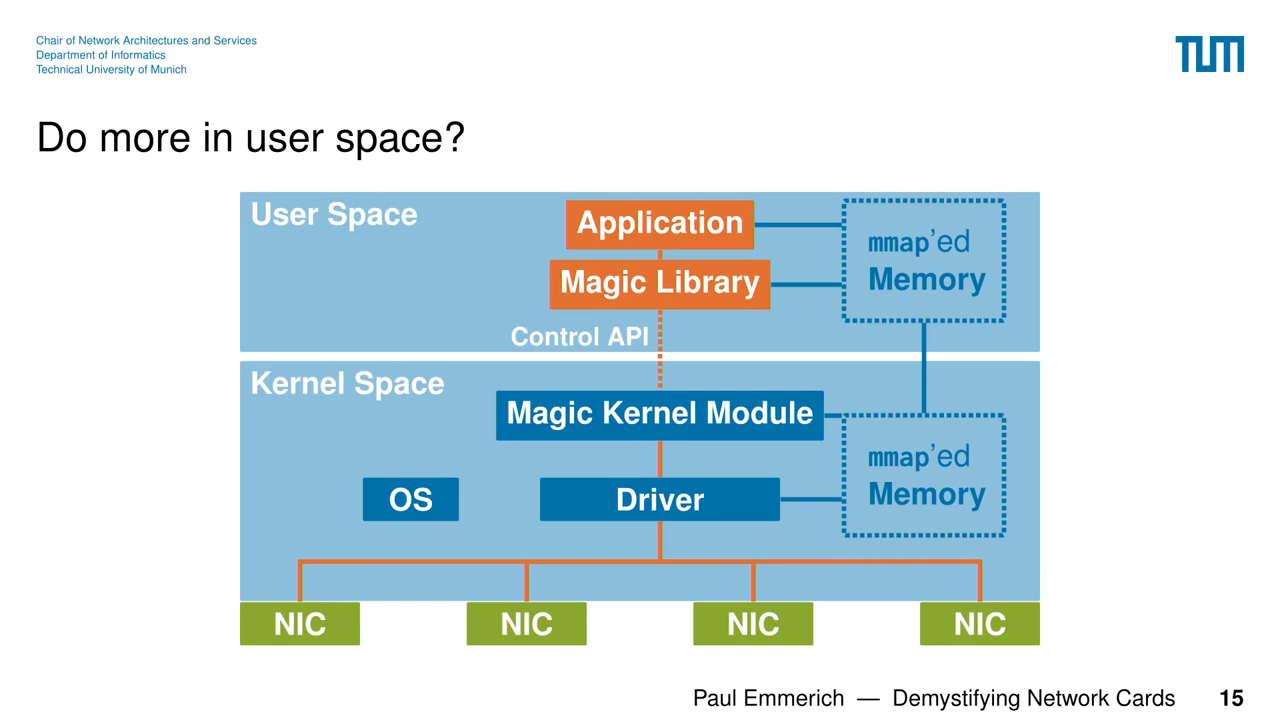 Chair of Network Architectures and Services
Department of Informatics
Technical University of Munich
TUM
Do more in user space?
User Space
Application
Magic Library
mmap'ed
Memory
Control API
Kernel Space
Magic Kernel Module
mmap'ed
Memory
OS
Driver
NIC
NIC
NIC
NIC
Paul Emmerich — Demystifying Network Cards
15